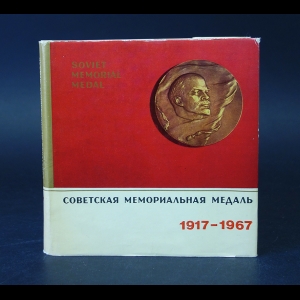 SOVIET
MEMORIAL
MEDAL
СОВЕТСКАЯ МЕМОРИАЛЬНАЯ МЕДАЛЬ
1917-1967